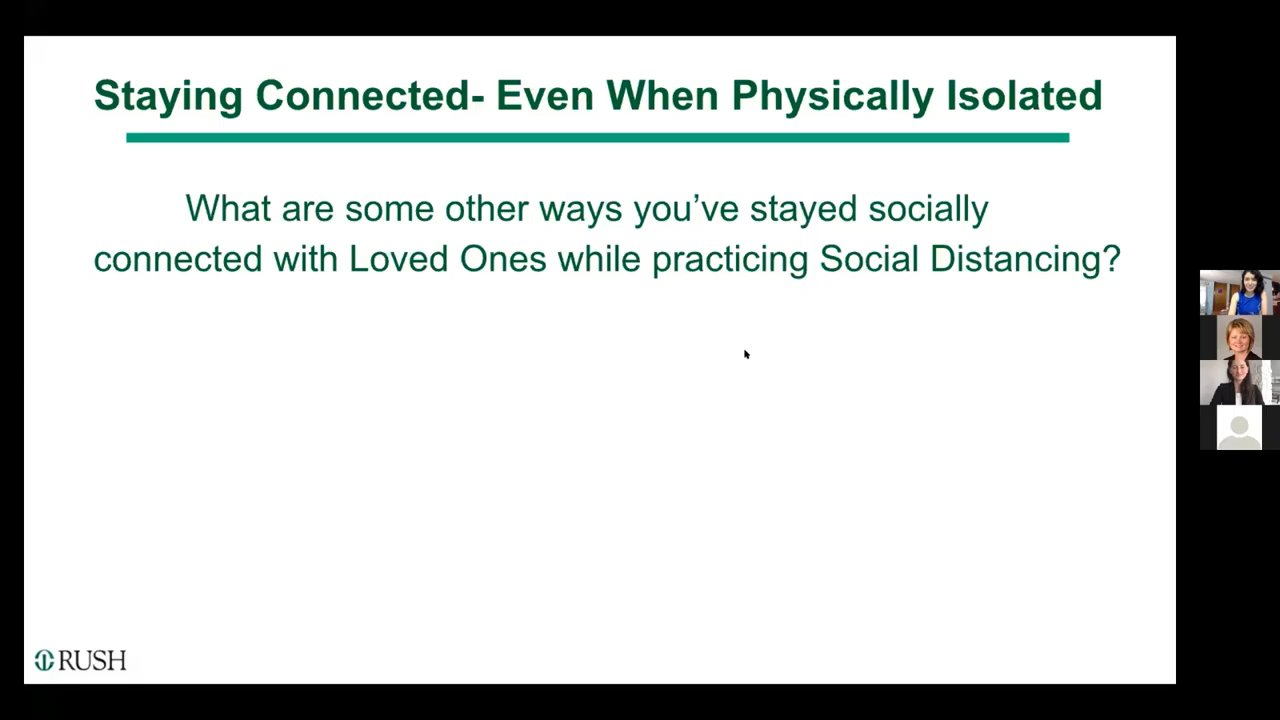 Staying Connected- Even When Physically Isolated
What are some other ways you’ve stayed socially
connected with Loved Ones while practicing Social Distancing?
RUSH